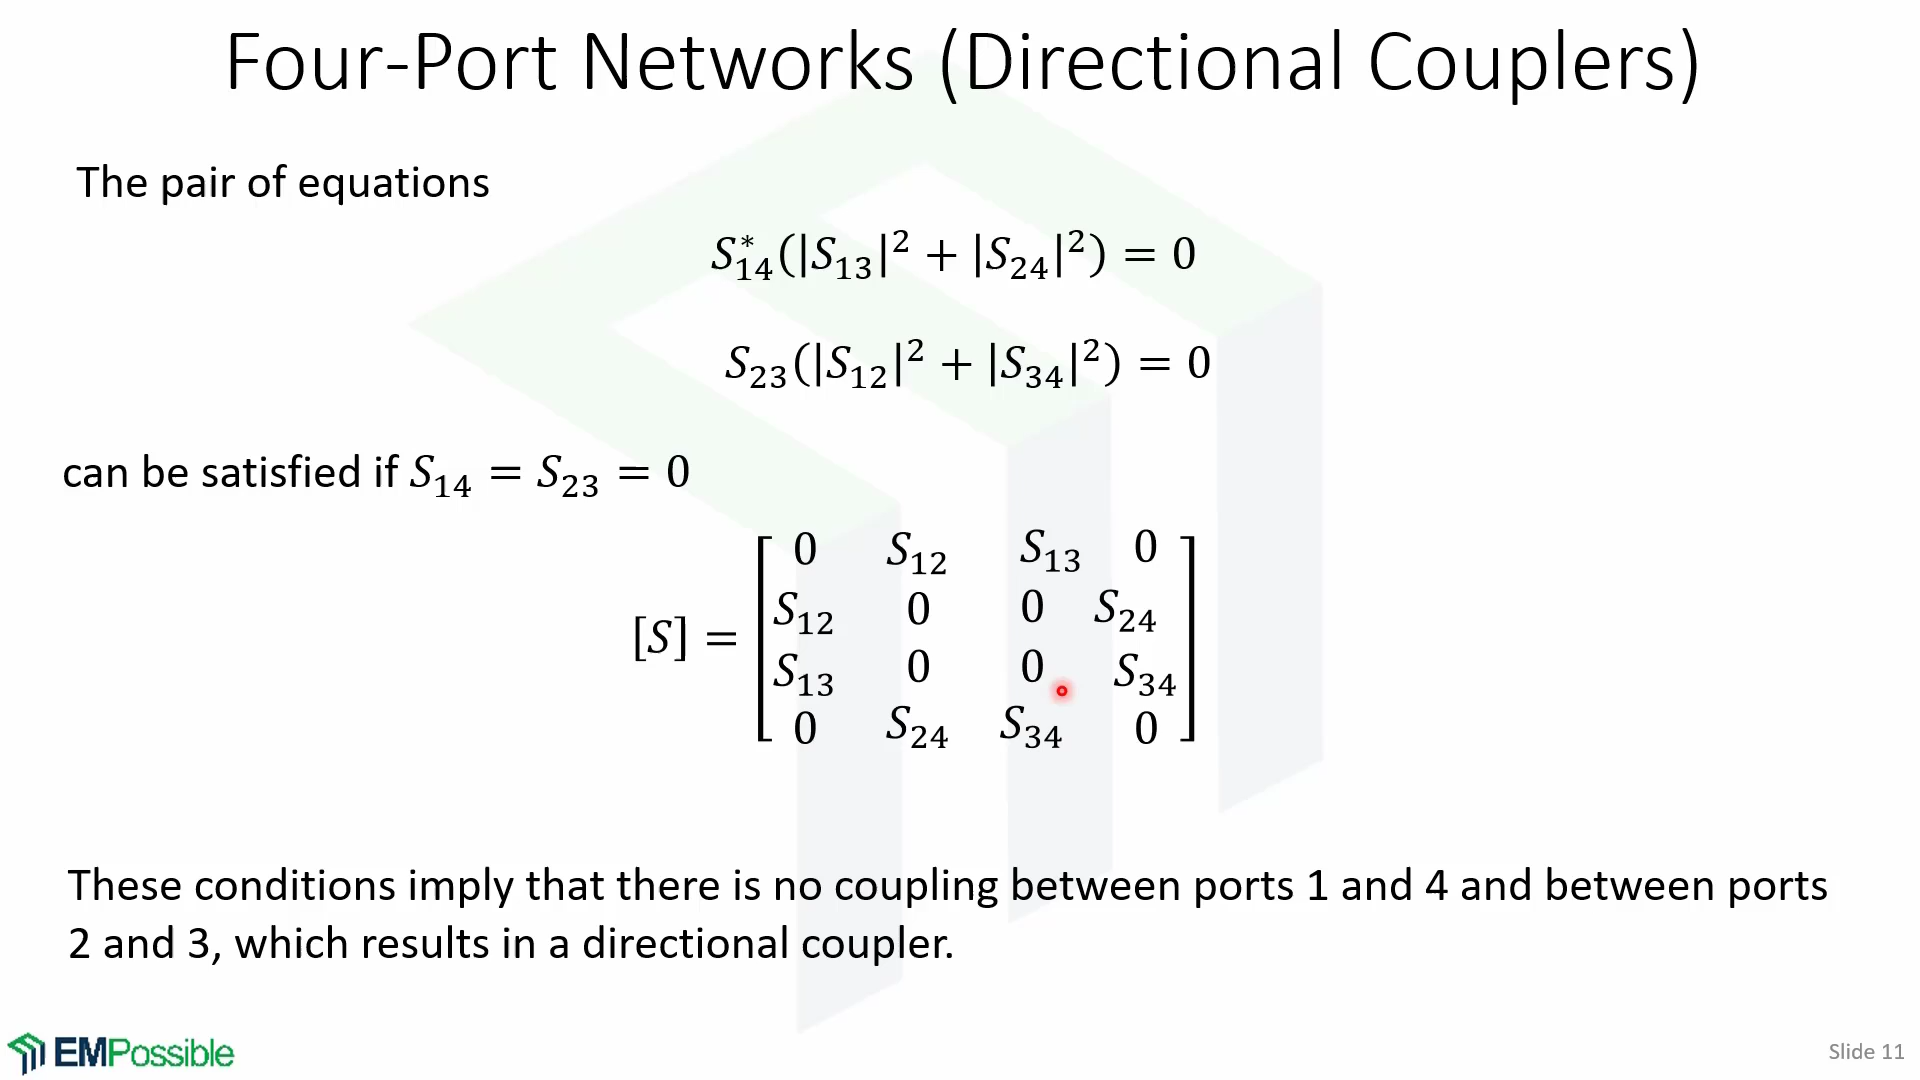 Four-Port Networks (Directional Couplers)
The pair of equations
S₁₄*(|S₁₃|² + |S₂₄|²) = 0
S₂₃(|S₁₂|² + |S₃₄|²) = 0
can be satisfied if S₁₄ = S₂₃ = 0
0 S₁₂ S₁₃ 0
S₁₂ 0 0 S₂₄
[S] =
S₁₃ 0 0 S₃₄
0 S₂₄ S₃₄ 0
These conditions imply that there is no coupling between ports 1 and 4 and between ports
2 and 3, which results in a directional coupler.
EMPossible
Slide 11